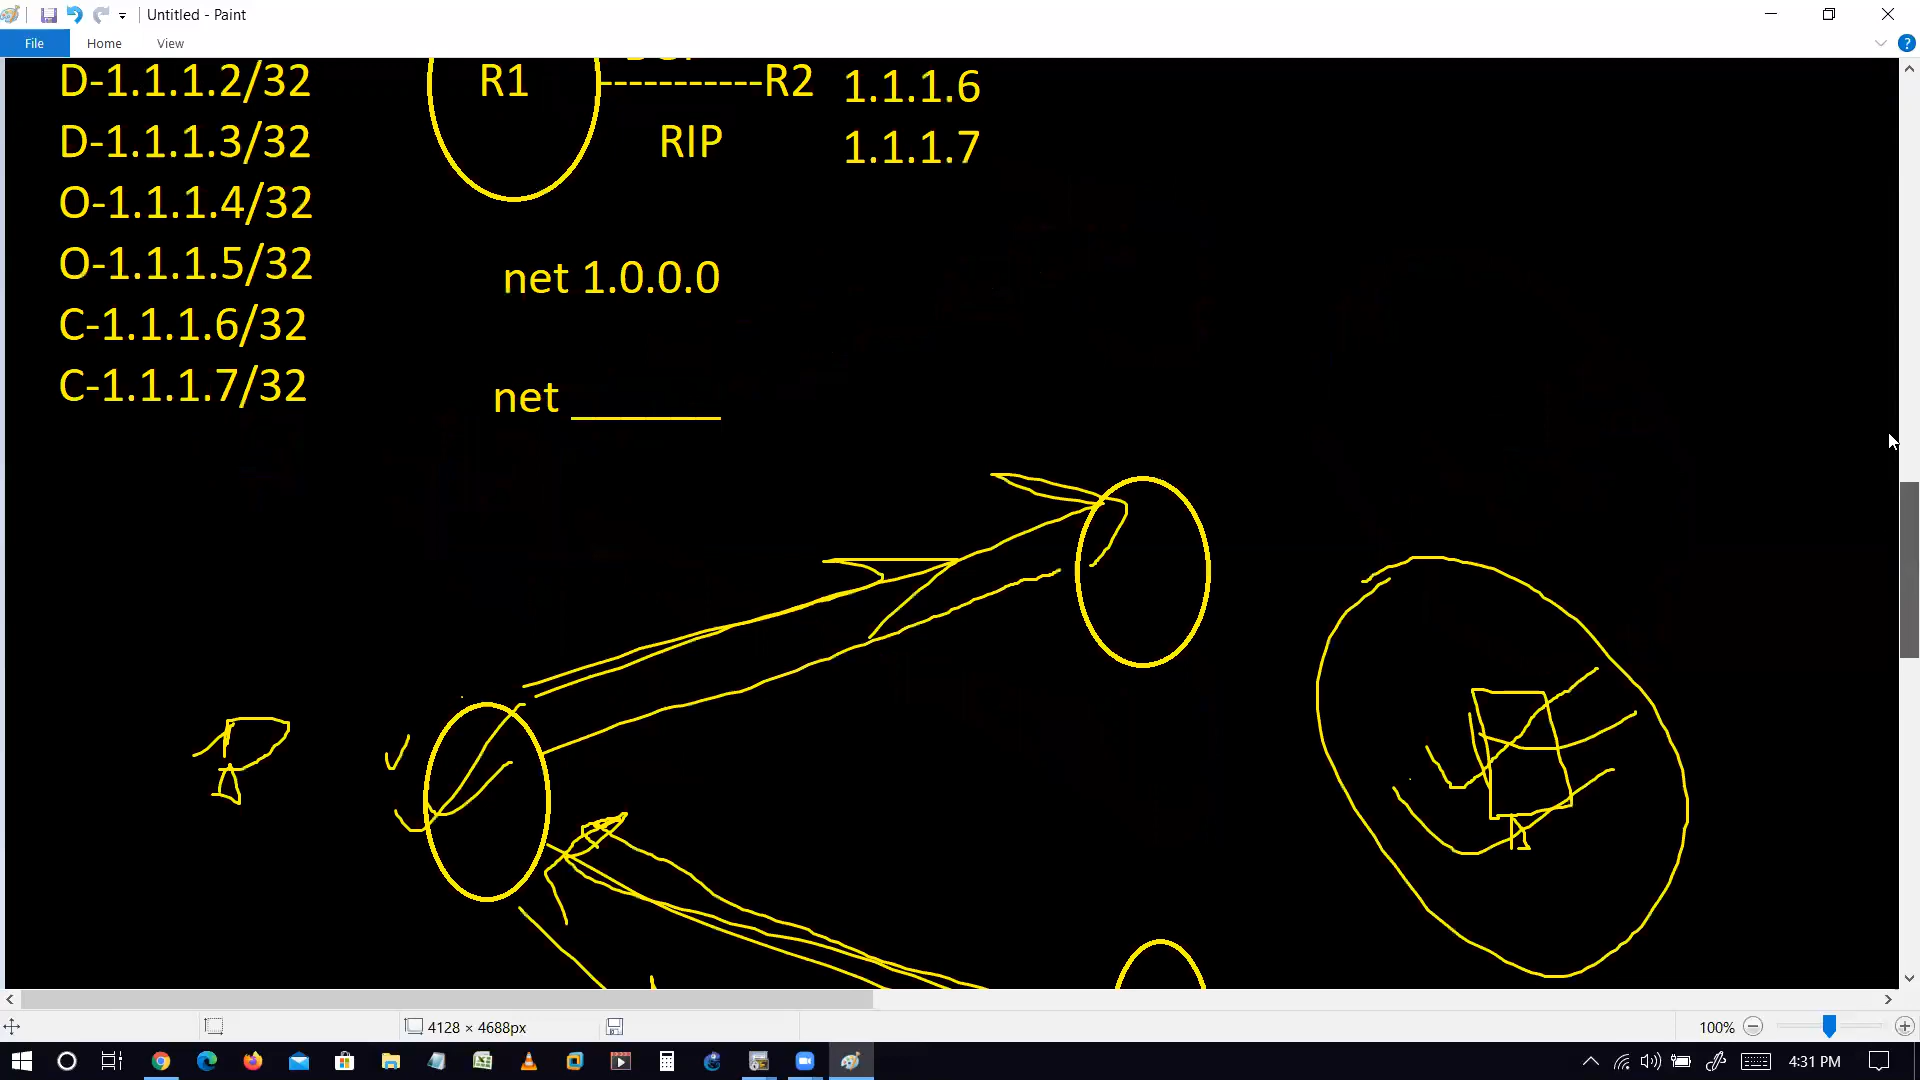 Untitled - Paint
File Home View
D-1.1.1.2/32
R1
-----------R2
1.1.1.6
D-1.1.1.3/32
RIP
1.1.1.7
O-1.1.1.4/32
O-1.1.1.5/32
net 1.0.0.0
C-1.1.1.6/32
C-1.1.1.7/32
net ______
4128 × 4688px
100%
4:31 PM